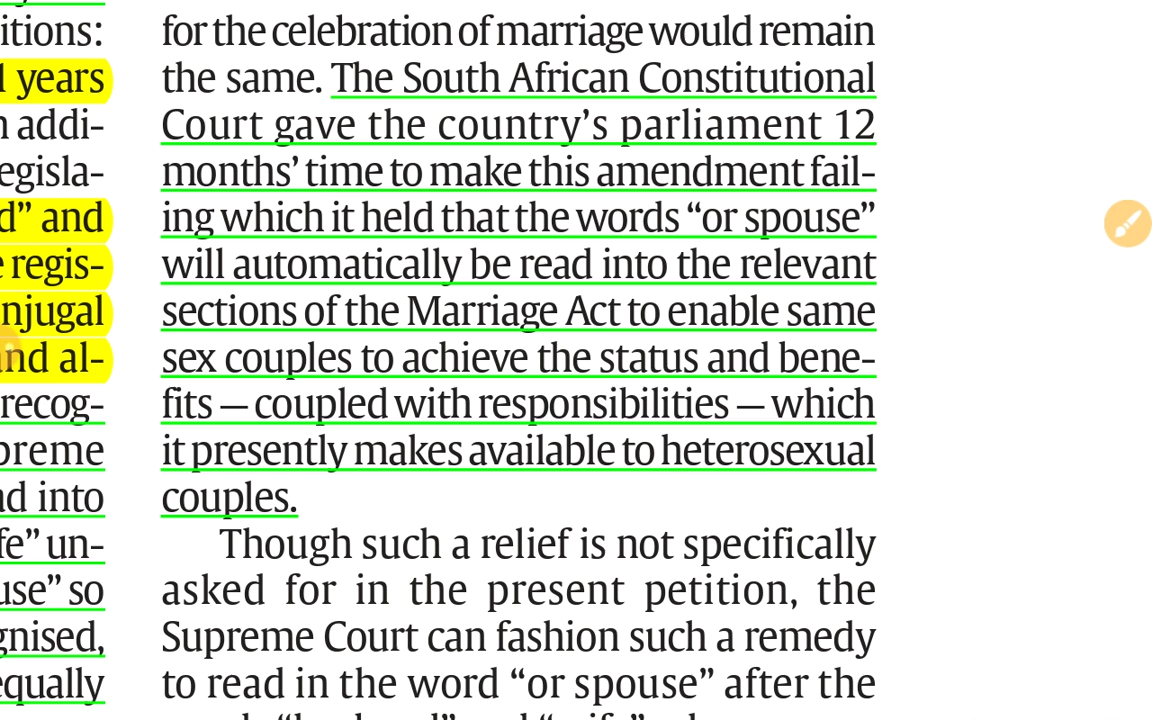 itions:
years
addi-
egisla-
d” and
regis-
njugal
and al-
recog-
preme
into
fe” un-
use” so
gnised,
equally
for the celebration of marriage would remain
the same. The South African Constitutional
Court gave the country’s parliament 12
months’ time to make this amendment fail-
ing which it held that the words “or spouse”
will automatically be read into the relevant
sections of the Marriage Act to enable same
sex couples to achieve the status and bene-
fits — coupled with responsibilities — which
it presently makes available to heterosexual
couples.
Though such a relief is not specifically
asked for in the present petition, the
Supreme Court can fashion such a remedy
to read in the word “or spouse” after the